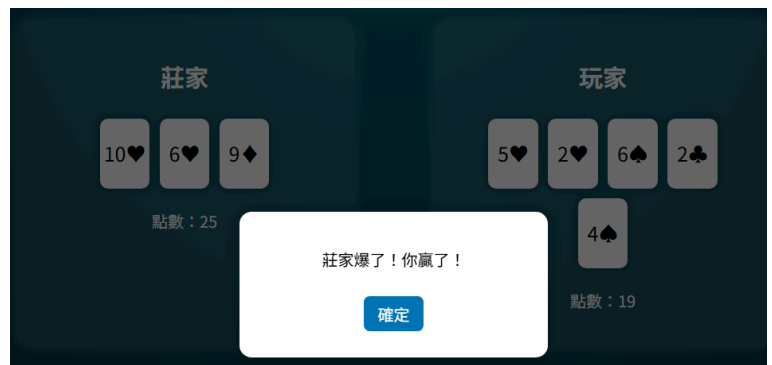 莊家
10♥ 6♥ 9♦
點數：25
玩家
5♥ 2♥ 6♠ 2♣
4♠
點數：19
莊家爆了！你贏了！
確定